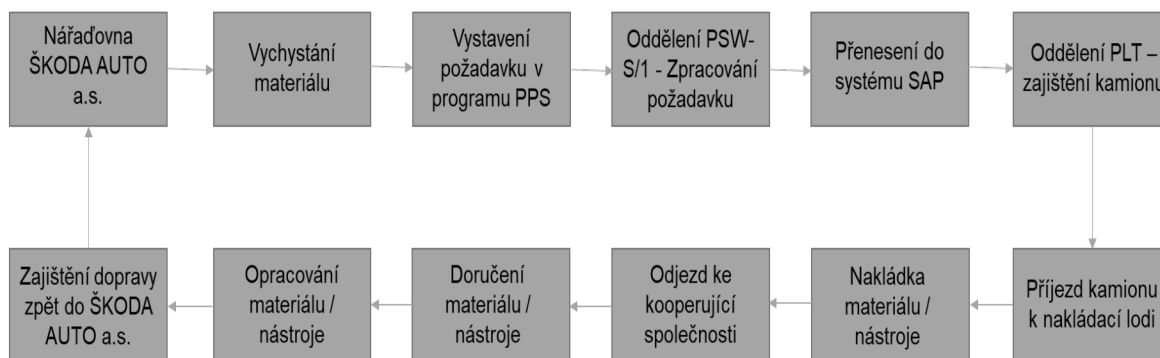 Nářaďovna
ŠKODA AUTO
a.s.
Vychystání
materiálu
Vystavení
požadavku v
programu PPS
Oddělení PSW-
S/1 - Zpracování
požadavku
Přenesení do
systému SAP
Oddělení PLT –
zajištění kamionu
Příjezd kamionu
k nakládací lodi
Nakládka
materiálu /
nástroje
Odjezd ke
kooperující
společnosti
Doručení
materiálu /
nástroje
Opracování
materiálu /
nástroje
Zajištění dopravy
zpět do ŠKODA
AUTO a.s.